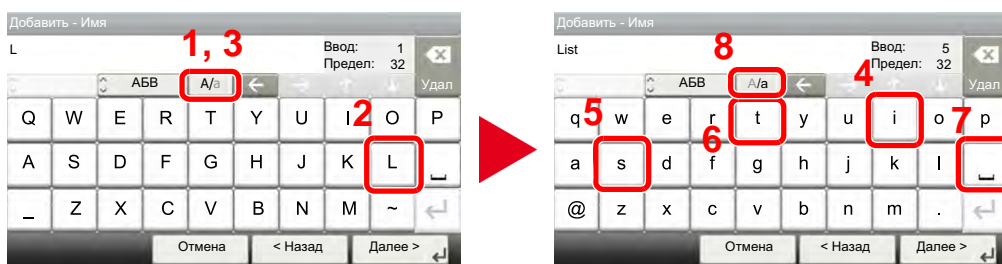 Добавить - Имя
L
1, 3
Ввод: 1
Предел: 32
АБВ A/a Удал
Q W E R T Y U I 2 O P
A S D F G H J K L
_ Z X C V B N M ~
Отмена < Назад Далее >
Добавить - Имя
List
8
Ввод: 5
Предел: 32
4
АБВ A/a Удал
q 5 w e r t y u i o 7 p
6
a s d f g h j k l
@ z x c v b n m .
Отмена < Назад Далее >